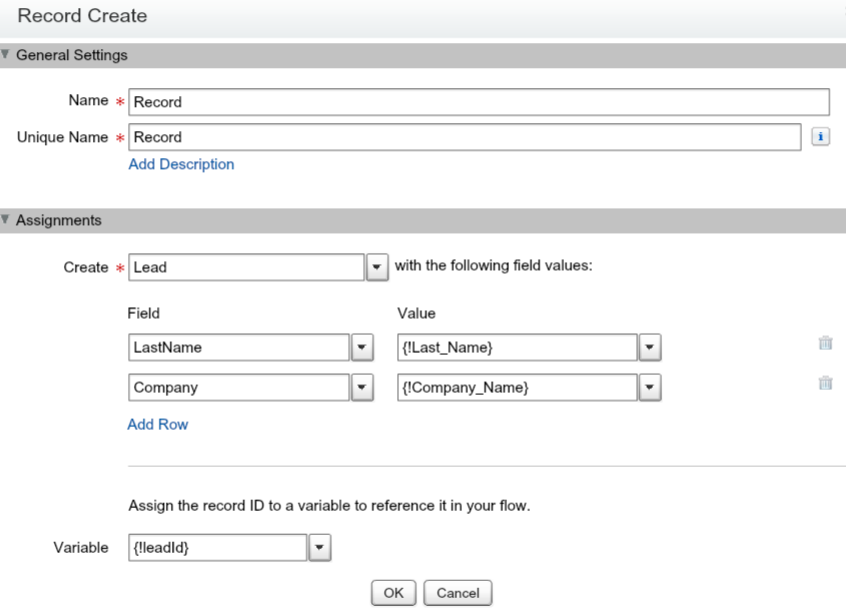 Record Create
General Settings
Name * Record
Unique Name * Record
Add Description
Assignments
Create * Lead with the following field values:
Field Value
LastName {!Last_Name}
Company {!Company_Name}
Add Row
Assign the record ID to a variable to reference it in your flow.
Variable {!leadId}
OK Cancel